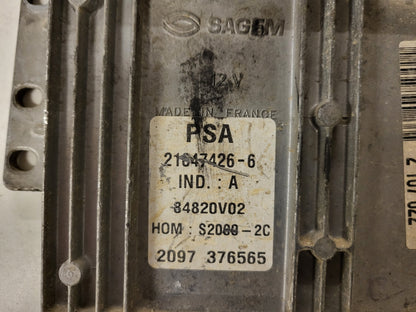 SAGEM
12V
MADE IN FRANCE
PSA
21647426-6
IND. : A
84820V02
HOM : S2000-2C
2097 376565